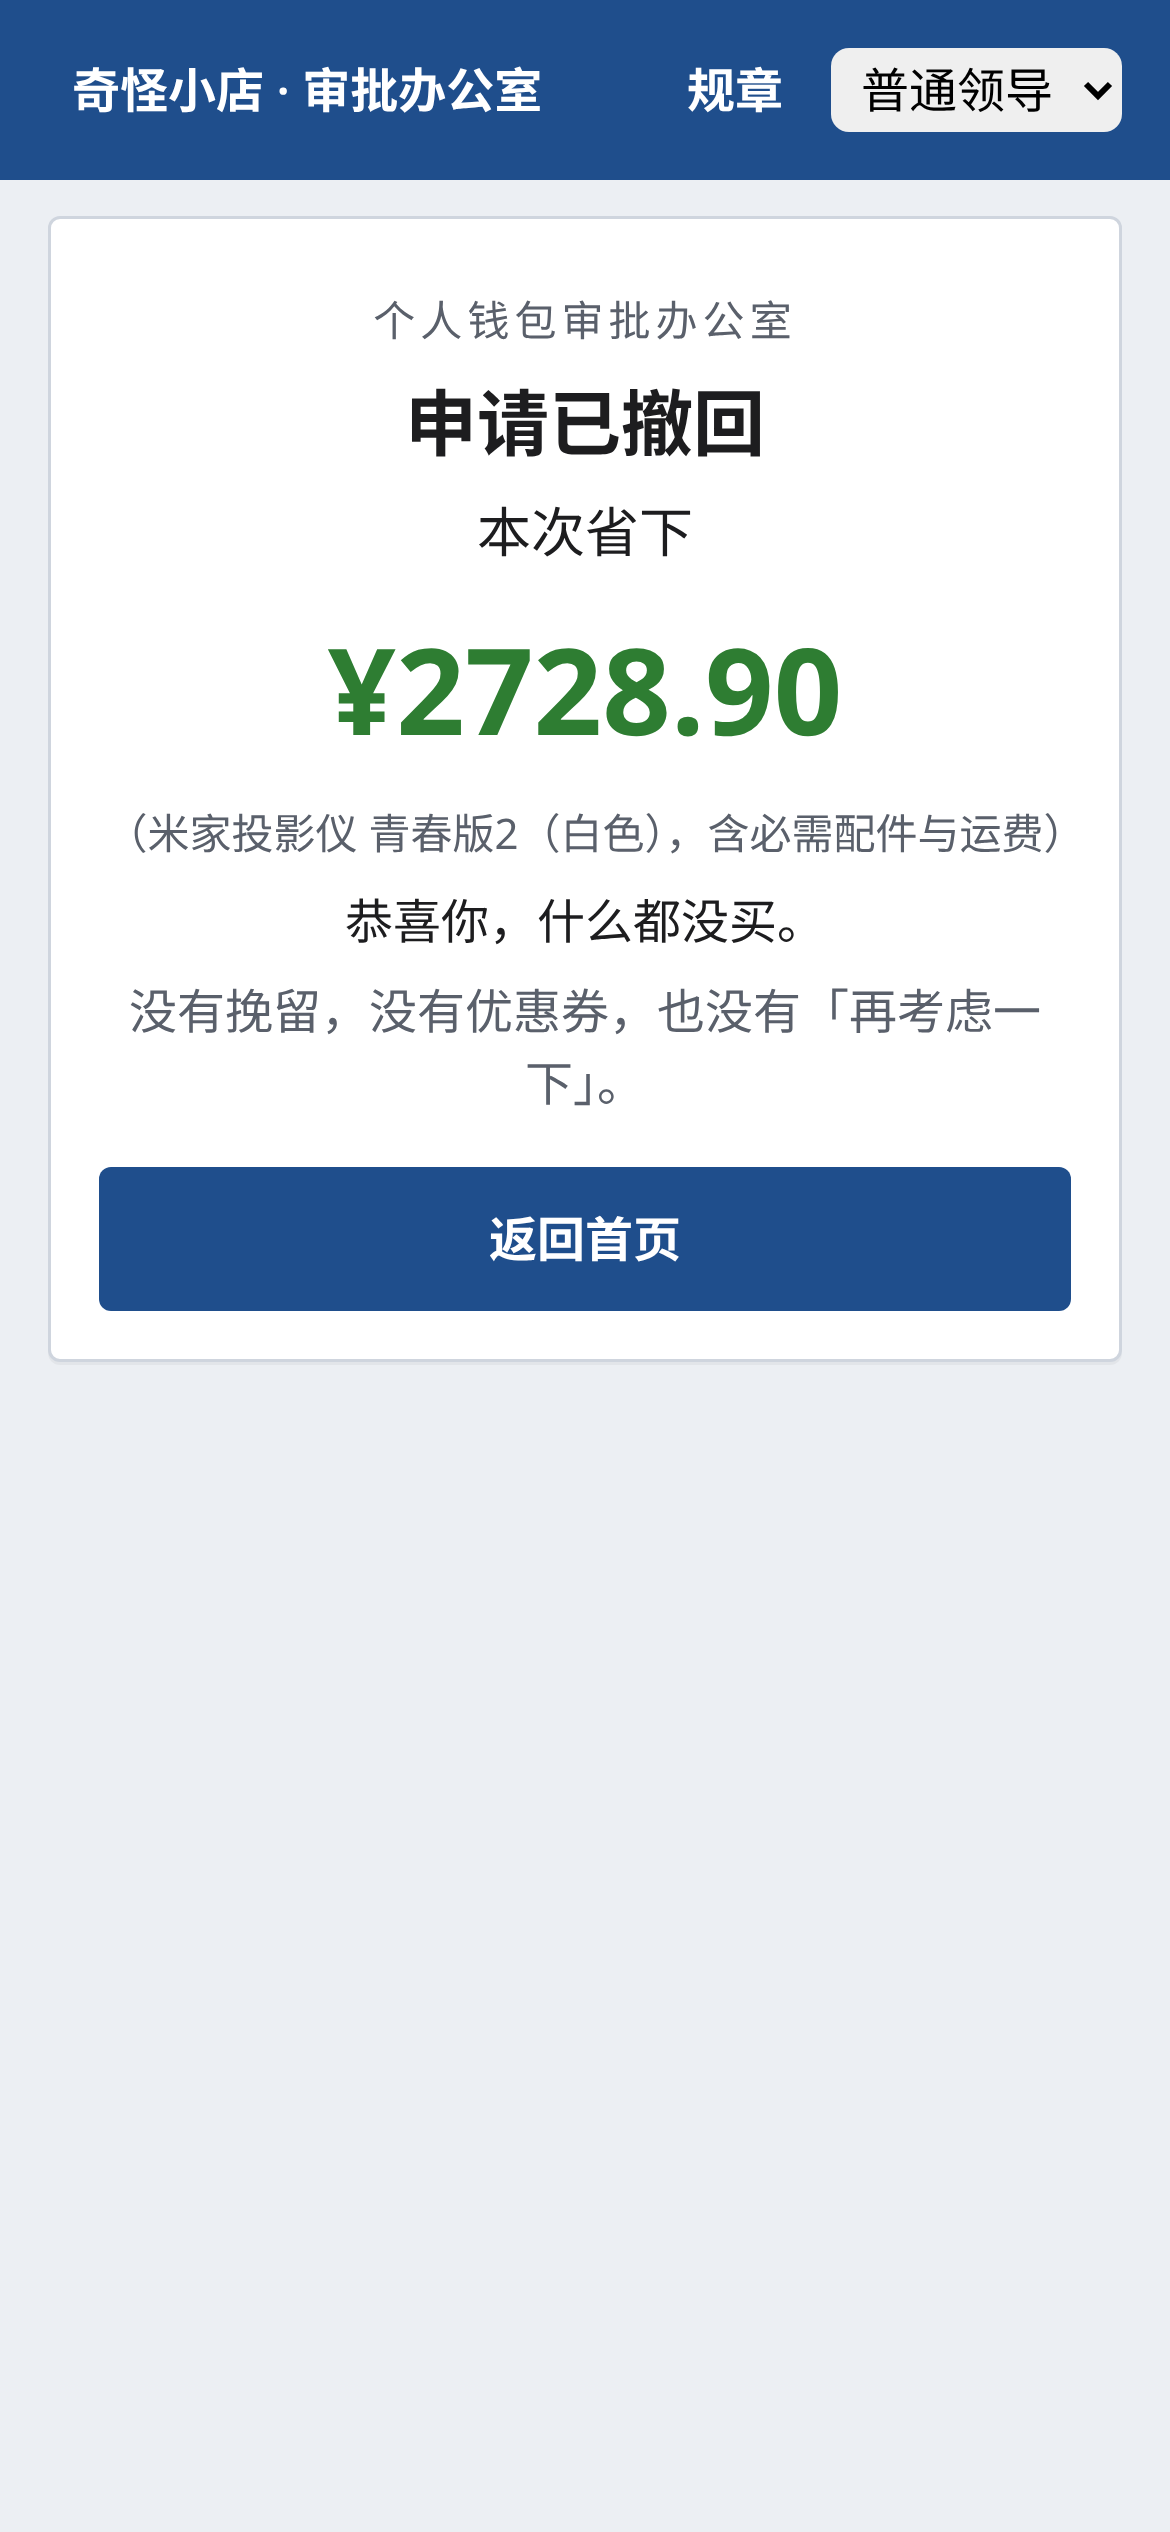 奇怪小店 · 审批办公室
规章
普通领导
个人钱包审批办公室
申请已撤回
本次省下
¥2728.90
（米家投影仪 青春版2（白色），含必需配件与运费）
恭喜你，什么都没买。
没有挽留，没有优惠券，也没有「再考虑一
下」。
返回首页